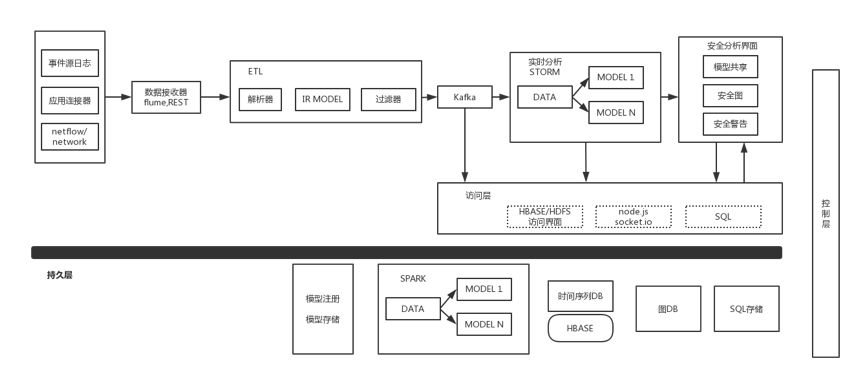 事件源日志
应用连接器
netflow/
network
数据接收器
flume,REST
ETL
解析器
IR MODEL
过滤器
Kafka
实时分析
STORM
DATA
MODEL 1
MODEL N
安全分析界面
模型共享
安全图
安全警告
访问层
HBASE/HDFS
访问界面
node.js
socket.io
SQL
控
制
层
持久层
模型注册
模型存储
SPARK
DATA
MODEL 1
MODEL N
时间序列DB
HBASE
图DB
SQL存储